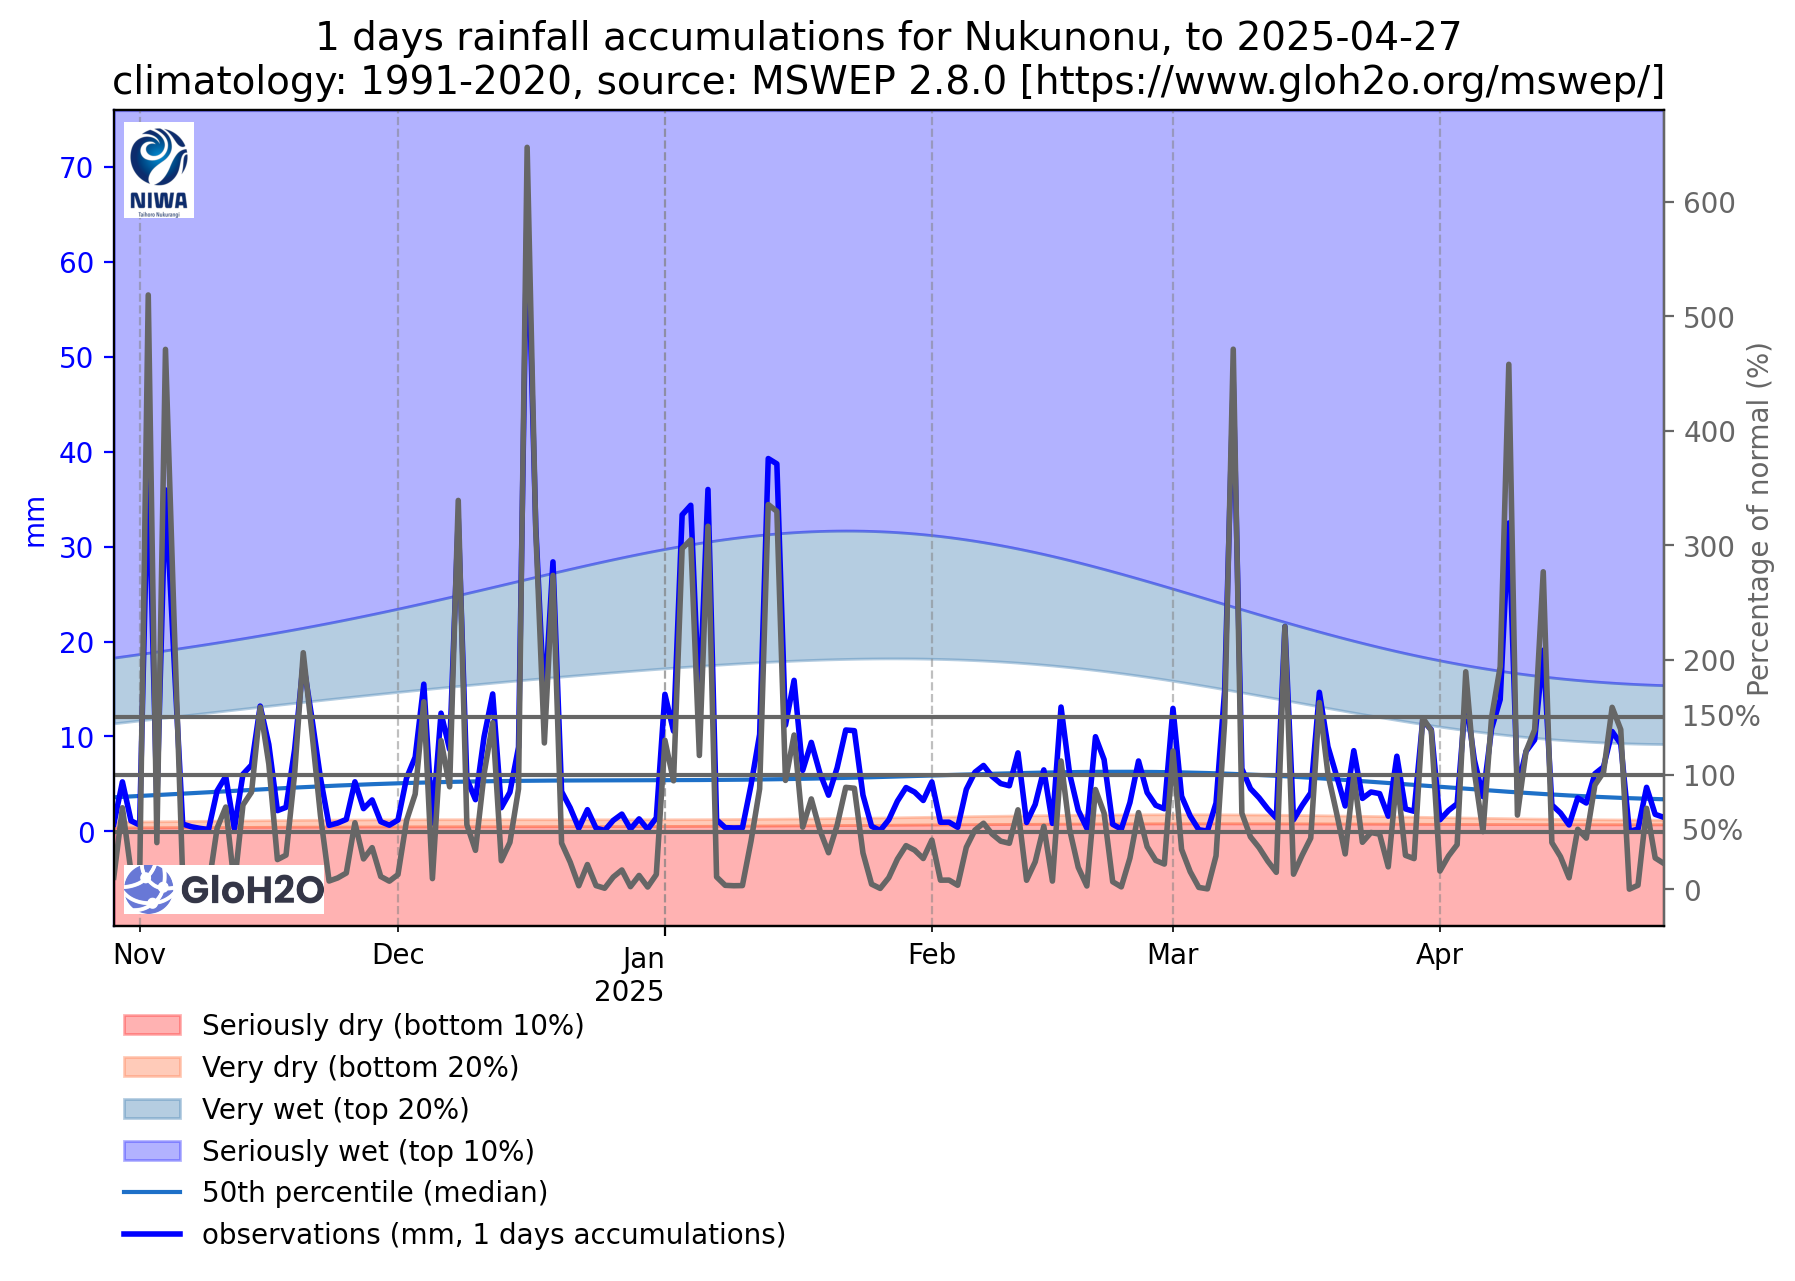 1 days rainfall accumulations for Nukunonu, to 2025-04-27
climatology: 1991-2020, source: MSWEP 2.8.0 [https://www.gloh2o.org/mswep/]
NIWA
Taihoro Nukurangi
70
60
50
40
30
20
10
0
mm
600
500
400
300
200
150%
100
50%
0
Percentage of normal (%)
GloH2O
Nov
Dec
Jan
2025
Feb
Mar
Apr
Seriously dry (bottom 10%)
Very dry (bottom 20%)
Very wet (top 20%)
Seriously wet (top 10%)
50th percentile (median)
observations (mm, 1 days accumulations)